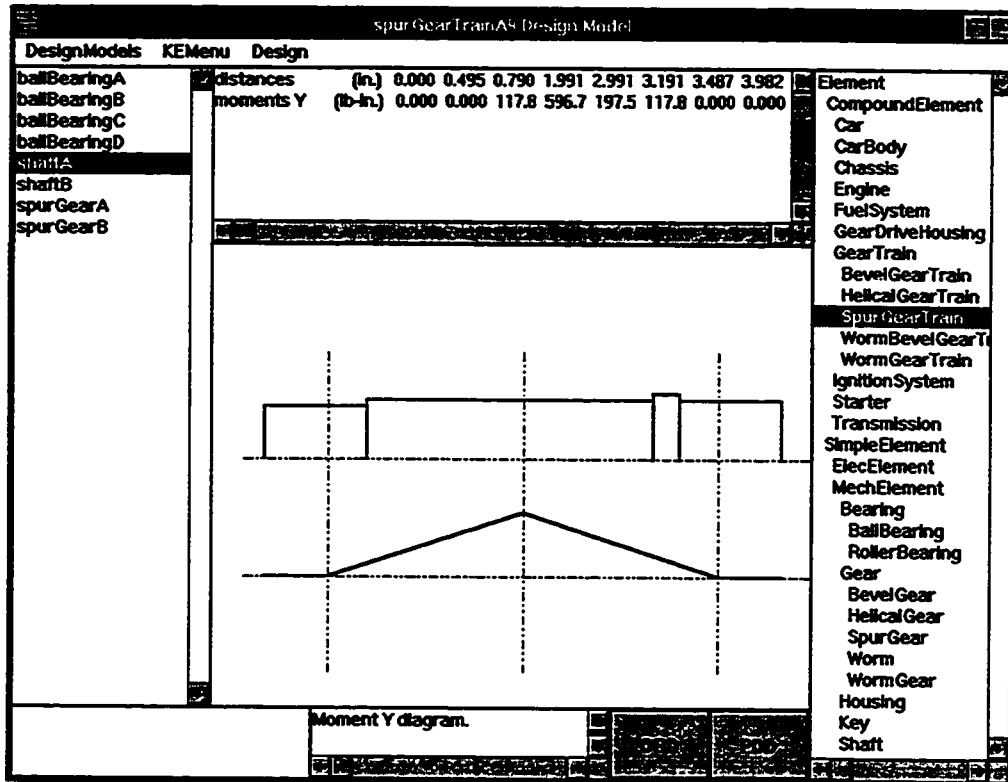 spurGearTrainA8 Design Model
DesignModels KEMenu Design
ballBearingA
ballBearingB
ballBearingC
ballBearingD
shaftA
shaftB
spurGearA
spurGearB
distances (in.) 0.000 0.495 0.790 1.991 2.991 3.191 3.487 3.982
moments Y (lb-in.) 0.000 0.000 117.8 596.7 197.5 117.8 0.000 0.000
Element
CompoundElement
Car
CarBody
Chassis
Engine
FuelSystem
GearDriveHousing
GearTrain
BevelGearTrain
HelicalGearTrain
SpurGearTrain
WormBevelGearTr
WormGearTrain
IgnitionSystem
Starter
Transmission
SimpleElement
ElecElement
MechElement
Bearing
BallBearing
RollerBearing
Gear
BevelGear
HelicalGear
SpurGear
Worm
WormGear
Housing
Key
Shaft
Moment Y diagram.